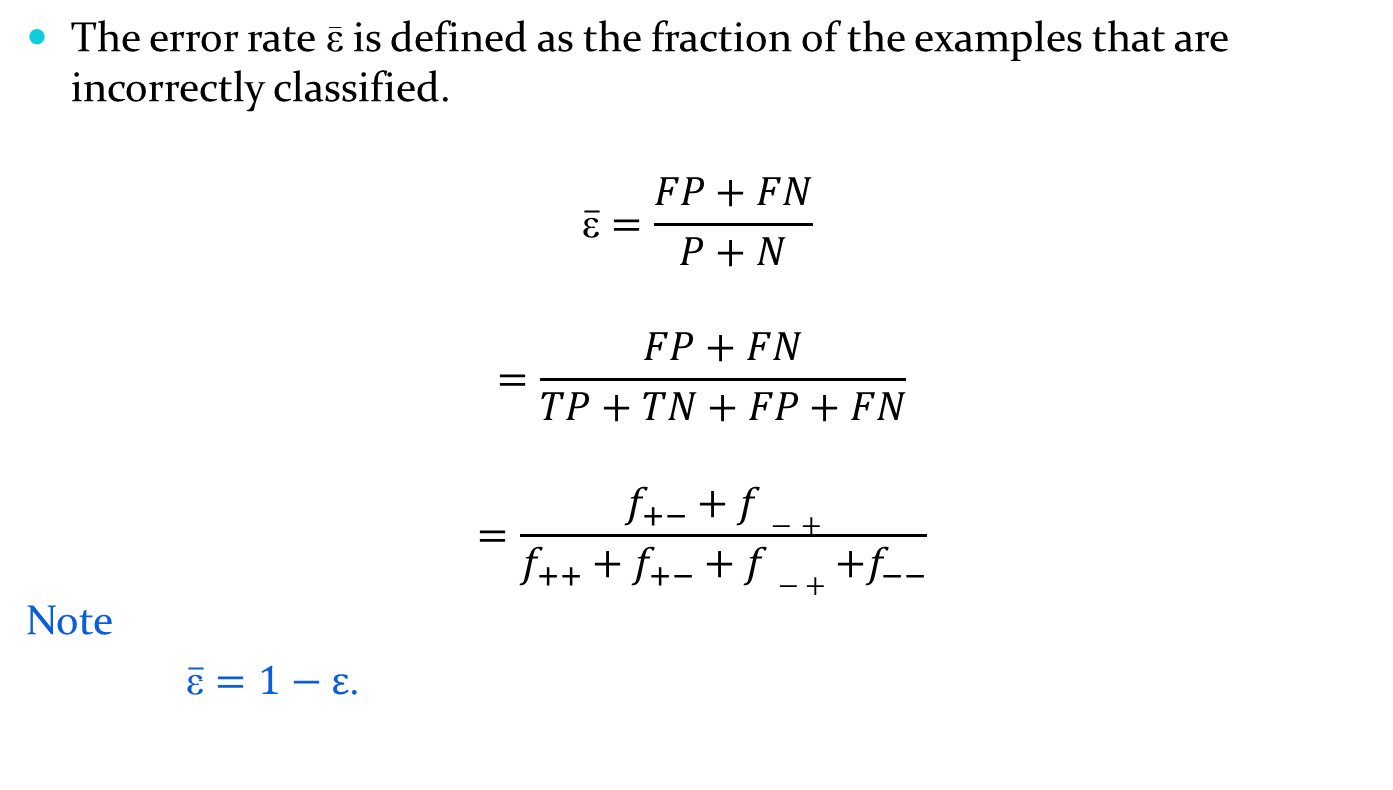 • The error rate ε̄ is defined as the fraction of the examples that are
incorrectly classified.
ε̄ = (FP + FN) / (P + N)
= (FP + FN) / (TP + TN + FP + FN)
= (f₊₋ + f ₋₊) / (f₊₊ + f₊₋ + f ₋₊ +f₋₋)
Note
ε̄ = 1 − ε.